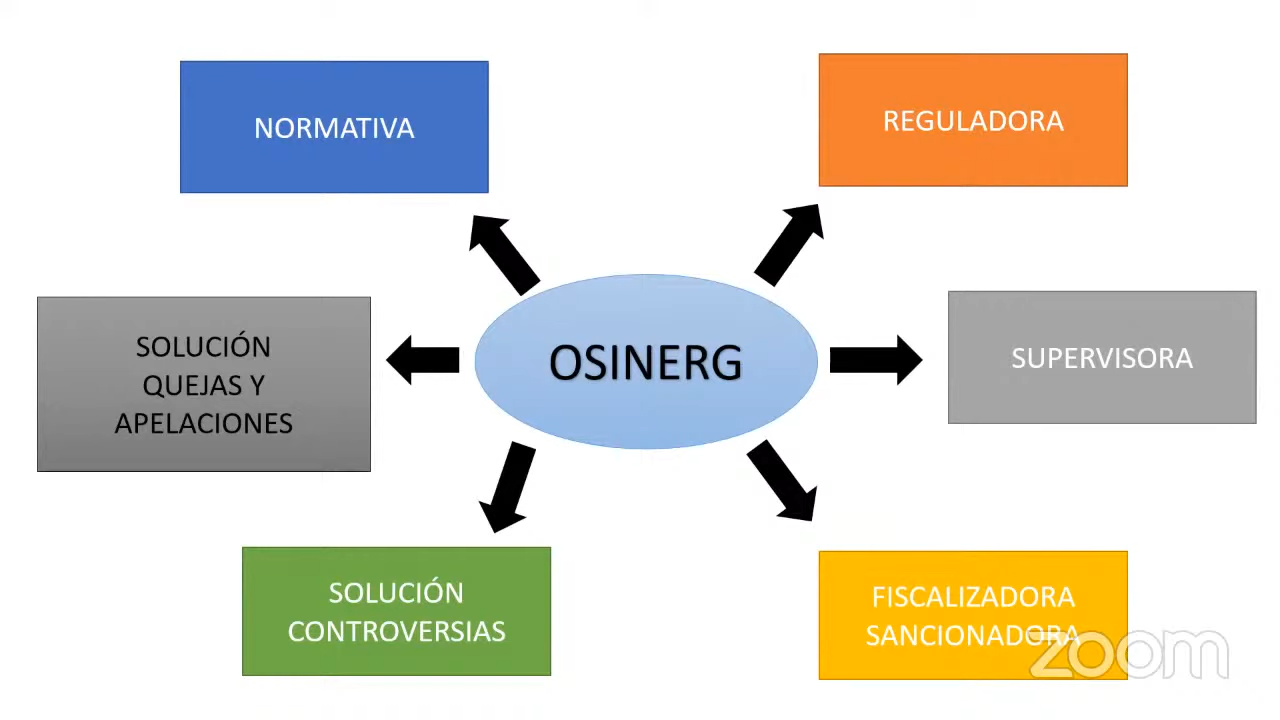 NORMATIVA
REGULADORA
SOLUCIÓN
QUEJAS Y
APELACIONES
OSINERG
SUPERVISORA
SOLUCIÓN
CONTROVERSIAS
FISCALIZADORA
SANCIONADORA
zoom